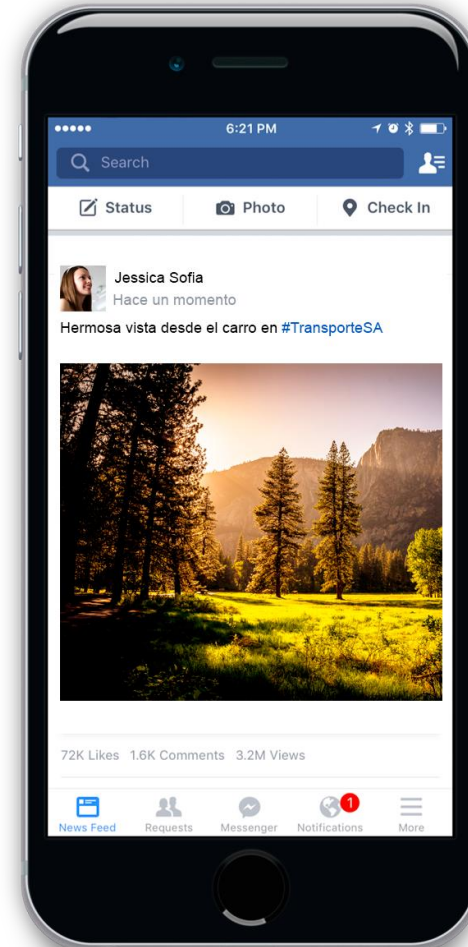 6:21 PM
Search
Status Photo Check In
Jessica Sofia
Hace un momento
Hermosa vista desde el carro en #TransporteSA
72K Likes 1.6K Comments 3.2M Views
1
News Feed Requests Messenger Notifications More